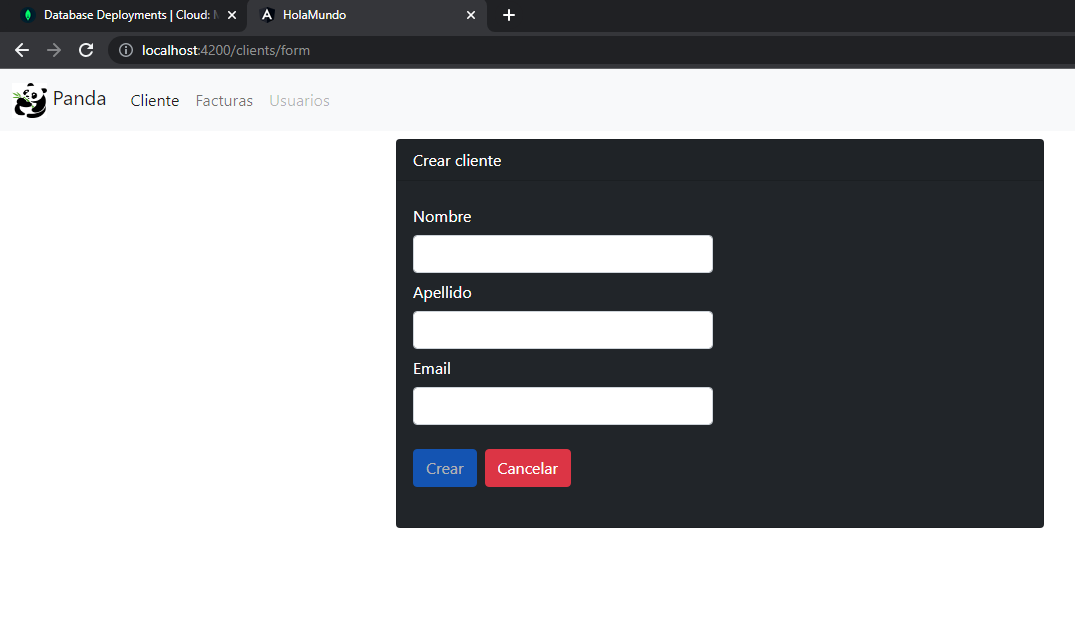 Database Deployments | Cloud: M
HolaMundo
localhost:4200/clients/form
Panda Cliente Facturas Usuarios
Crear cliente
Nombre
Apellido
Email
Crear Cancelar